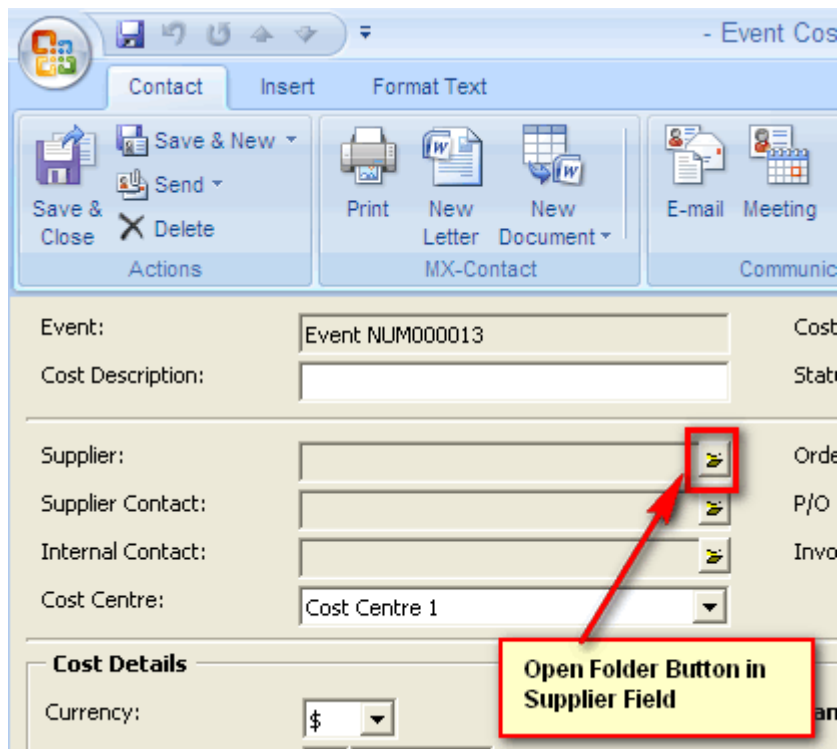 - Event Cos
Contact Insert Format Text
Save & Close
Save & New
Send
Delete
Print
New Letter
New Document
E-mail
Meeting
Actions MX-Contact Communic
Event: Event NUM000013 Cost
Cost Description: Statu
Supplier: Orde
Supplier Contact: P/O
Internal Contact: Invo
Cost Centre: Cost Centre 1
Open Folder Button in
Supplier Field
Cost Details
Currency: $ an